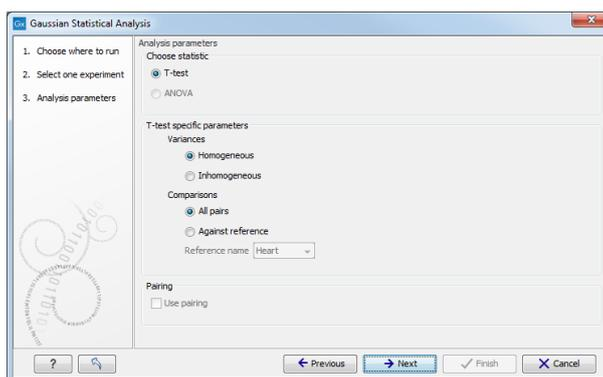 Gx Gaussian Statistical Analysis
1. Choose where to run
2. Select one experiment
3. Analysis parameters
Analysis parameters
Choose statistic
T-test
ANOVA
T-test specific parameters
Variances
Homogeneous
Inhomogeneous
Comparisons
All pairs
Against reference
Reference name Heart
Pairing
Use pairing
? Previous Next Finish Cancel